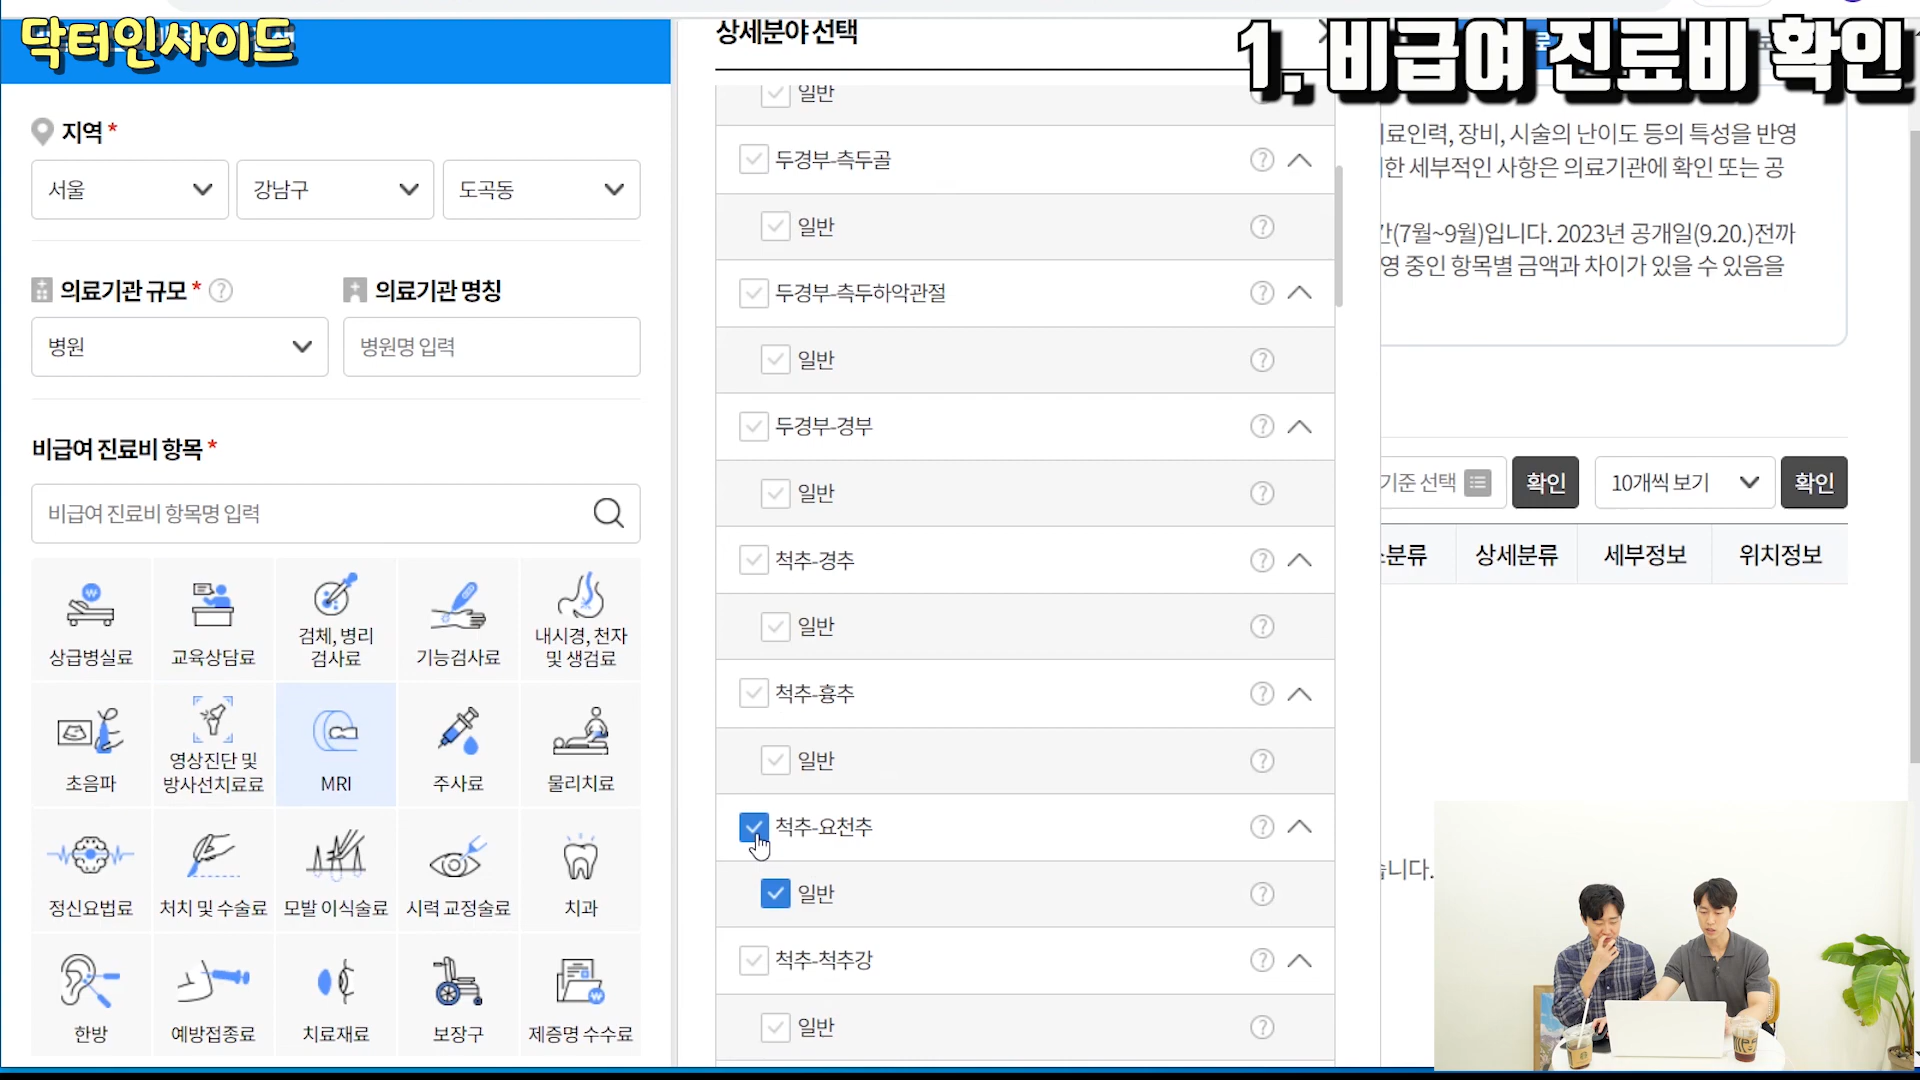 닥터인사이드
1. 비급여 진료비 확인
지역 *
서울
강남구
도곡동
의료기관 규모 * ?
의료기관 명칭
병원
병원명 입력
비급여 진료비 항목 *
비급여 진료비 항목명 입력
상급병실료
교육상담료
검체, 병리
검사료
기능검사료
내시경, 천자
및 생검료
초음파
영상진단 및
방사선치료료
MRI
주사료
물리치료
정신요법료
처치 및 수술료
모발 이식술료
시력 교정술료
치과
한방
예방접종료
치료재료
보장구
제증명 수수료
상세분야 선택
일반
두경부-측두골 ?
일반 ?
두경부-측두하악관절 ?
일반 ?
두경부-경부 ?
일반 ?
척추-경추 ?
일반 ?
척추-흉추 ?
일반 ?
척추-요천추 ?
일반 ?
척추-척추강 ?
일반 ?
료인력, 장비, 시술의 난이도 등의 특성을 반영
한 세부적인 사항은 의료기관에 확인 또는 공
간(7월~9월)입니다. 2023년 공개일(9.20.)전까
영 중인 항목별 금액과 차이가 있을 수 있음을
기준 선택
확인
10개씩 보기
확인
분류
상세분류
세부정보
위치정보
습니다.